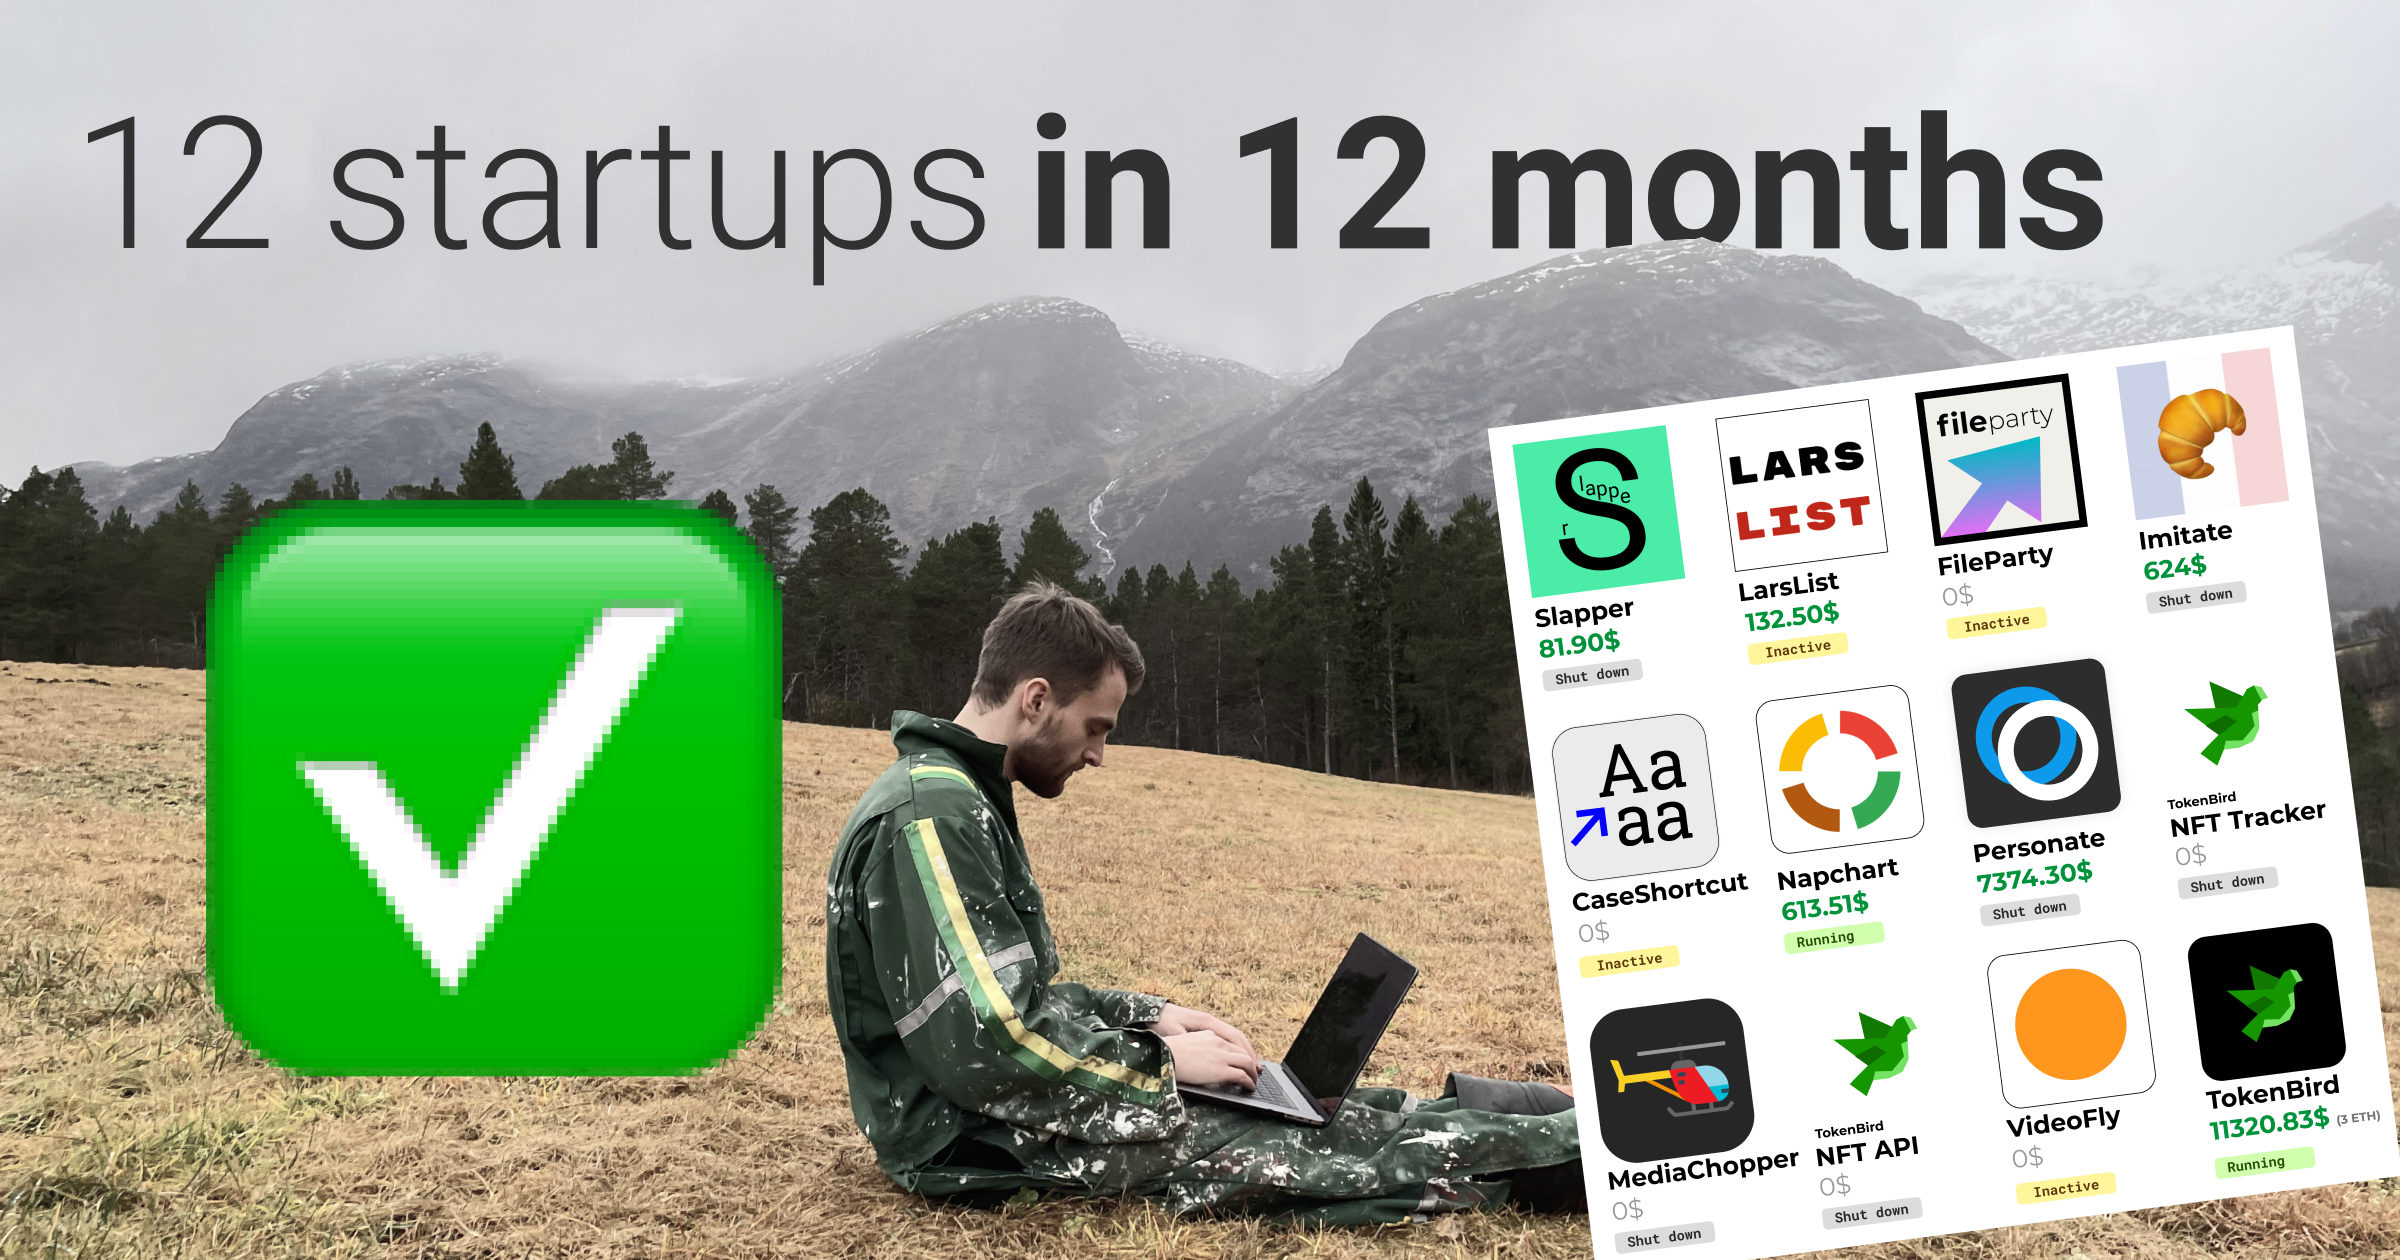 12 startups in 12 months
S
lappe
r
Slapper
81.90$
Shut down
LARS
LIST
LarsList
132.50$
Inactive
fileparty
FileParty
0$
Inactive
Imitate
624$
Shut down
Aa
aa
CaseShortcut
0$
Inactive
Napchart
613.51$
Running
Personate
7374.30$
Shut down
TokenBird
NFT Tracker
0$
Shut down
MediaChopper
0$
Shut down
TokenBird
NFT API
0$
Shut down
VideoFly
0$
Inactive
TokenBird
11320.83$ (3 ETH)
Running